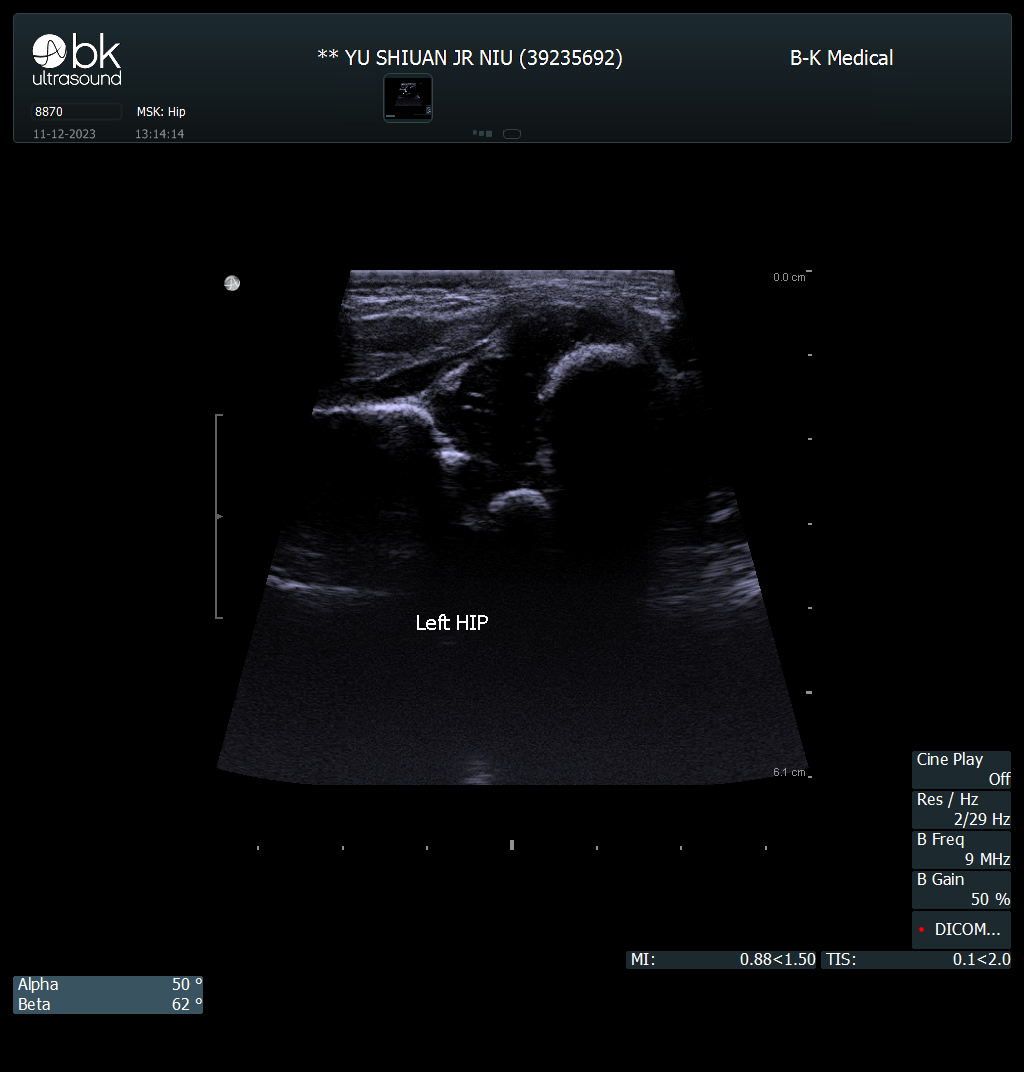 bk
ultrasound
** YU SHIUAN JR NIU (39235692)
B-K Medical
8870
MSK: Hip
11-12-2023
13:14:14
0.0 cm
Left HIP
6.1 cm
Cine Play
Off
Res / Hz
2/29 Hz
B Freq
9 MHz
B Gain
50 %
DICOM...
MI: 0.88<1.50
TIS: 0.1<2.0
Alpha 50 º
Beta 62 º